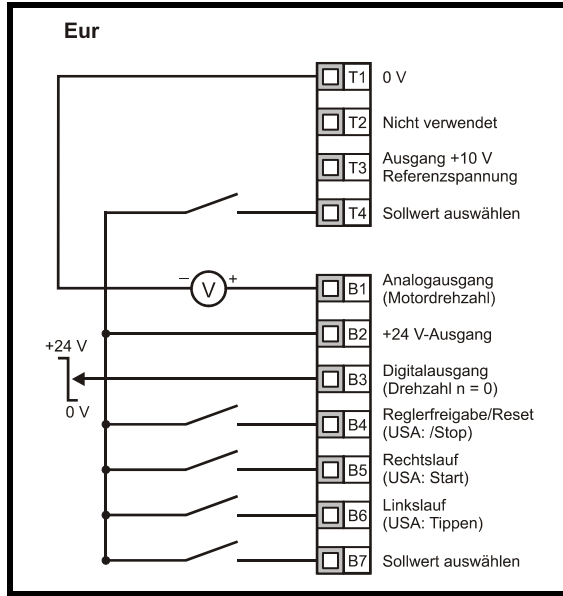 Eur
T1 0 V
T2 Nicht verwendet
T3 Ausgang +10 V
Referenzspannung
T4 Sollwert auswählen
– V +
B1 Analogausgang
(Motordrehzahl)
B2 +24 V-Ausgang
+24 V
0 V
B3 Digitalausgang
(Drehzahl n = 0)
B4 Reglerfreigabe/Reset
(USA: /Stop)
B5 Rechtslauf
(USA: Start)
B6 Linkslauf
(USA: Tippen)
B7 Sollwert auswählen